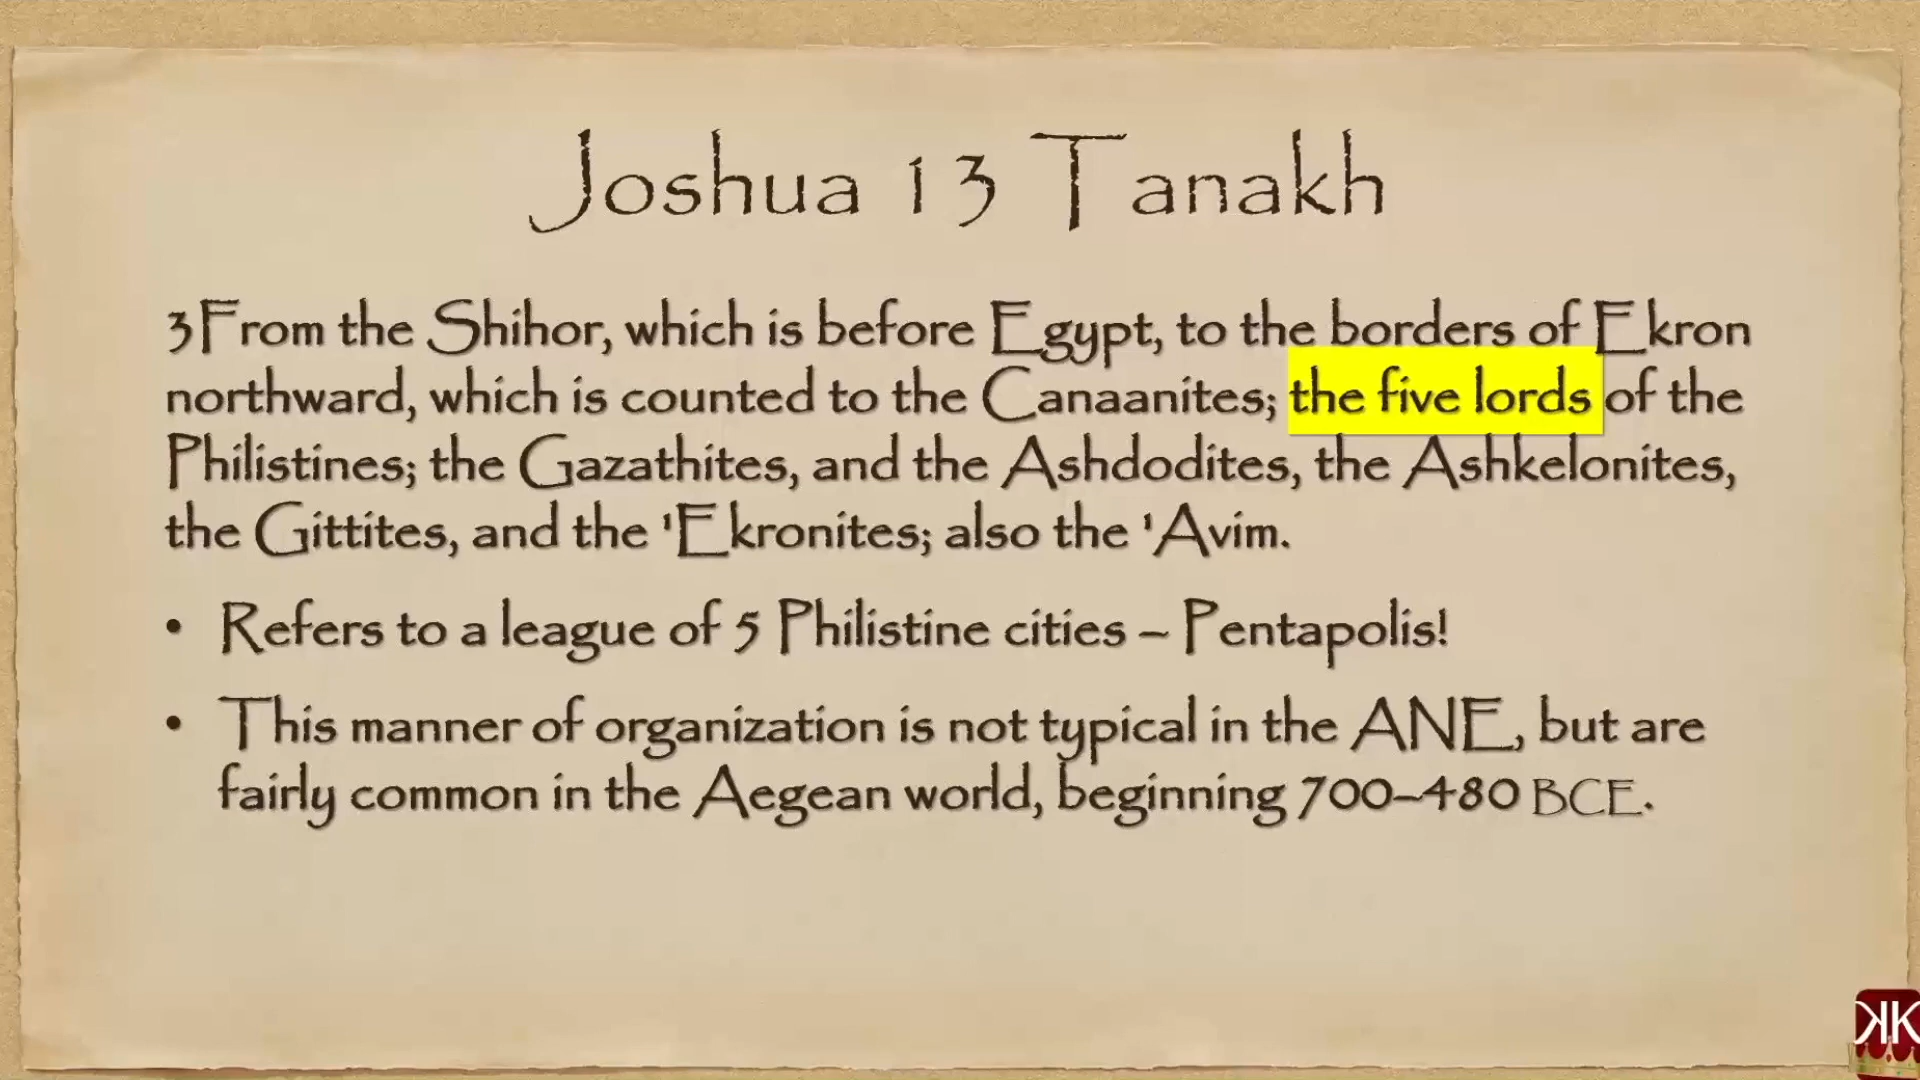 Joshua 13 Tanakh
3 From the Shihor, which is before Egypt, to the borders of Ekron
northward, which is counted to the Canaanites; the five lords of the
Philistines; the Gazathites, and the Ashdodites, the Ashkelonites,
the Gittites, and the 'Ekronites; also the 'Avim.
• Refers to a league of 5 Philistine cities – Pentapolis!
• This manner of organization is not typical in the ANE, but are
fairly common in the Aegean world, beginning 700–480 BCE.
KK